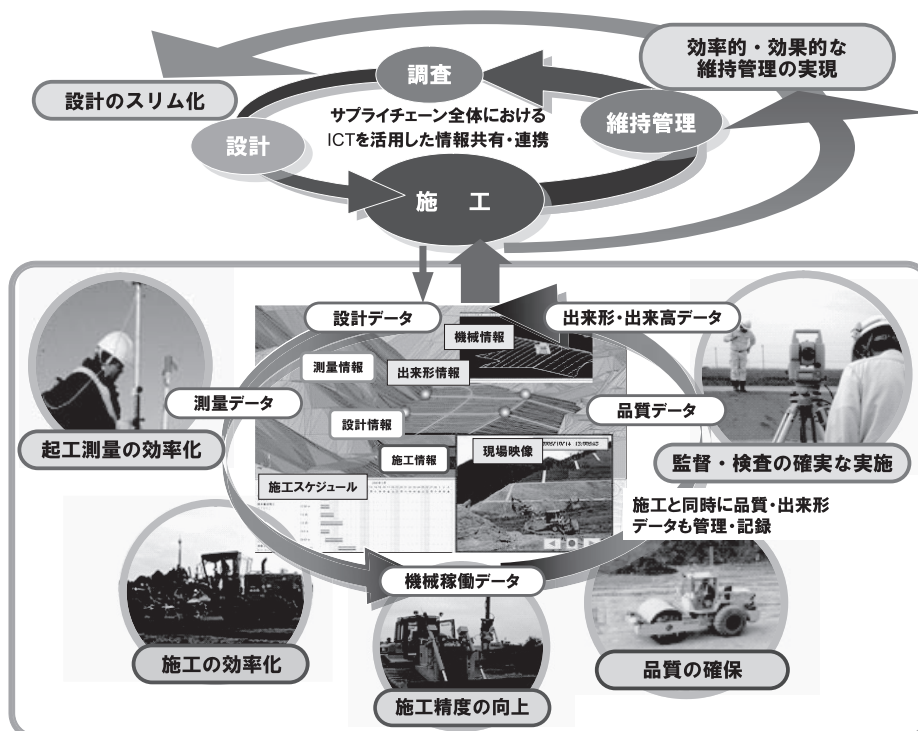 効率的・効果的な
維持管理の実現
設計のスリム化
調査
サプライチェーン全体における
ICTを活用した情報共有・連携
維持管理
設計
施 工
設計データ
出来形・出来高データ
機械情報
測量情報
出来形情報
測量データ
品質データ
設計情報
起工測量の効率化
施工情報
現場映像
監督・検査の確実な実施
施工スケジュール
施工と同時に品質・出来形
データも管理・記録
機械稼働データ
施工の効率化
品質の確保
施工精度の向上